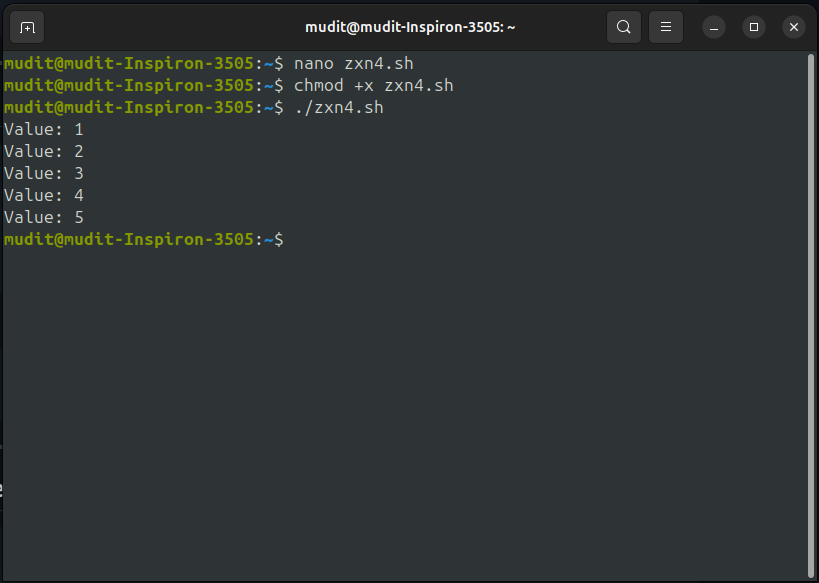 mudit@mudit-Inspiron-3505: ~
mudit@mudit-Inspiron-3505:~$ nano zxn4.sh
mudit@mudit-Inspiron-3505:~$ chmod +x zxn4.sh
mudit@mudit-Inspiron-3505:~$ ./zxn4.sh
Value: 1
Value: 2
Value: 3
Value: 4
Value: 5
mudit@mudit-Inspiron-3505:~$